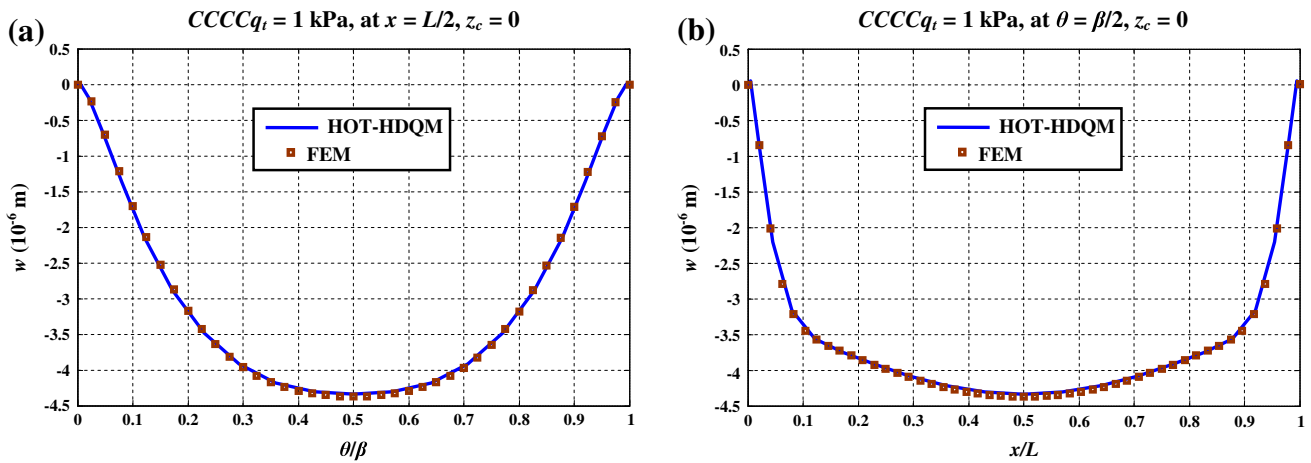 (a)
CCCCqt = 1 kPa, at x = L/2, zc = 0
0.5
0
-0.5
-1
-1.5
-2
-2.5
-3
-3.5
-4
-4.5
w (10-6 m)
HOT-HDQM
FEM
0 0.1 0.2 0.3 0.4 0.5 0.6 0.7 0.8 0.9 1
θ/β
(b)
CCCCqt = 1 kPa, at θ = β/2, zc = 0
0.5
0
-0.5
-1
-1.5
-2
-2.5
-3
-3.5
-4
-4.5
w (10-6 m)
HOT-HDQM
FEM
0 0.1 0.2 0.3 0.4 0.5 0.6 0.7 0.8 0.9 1
x/L